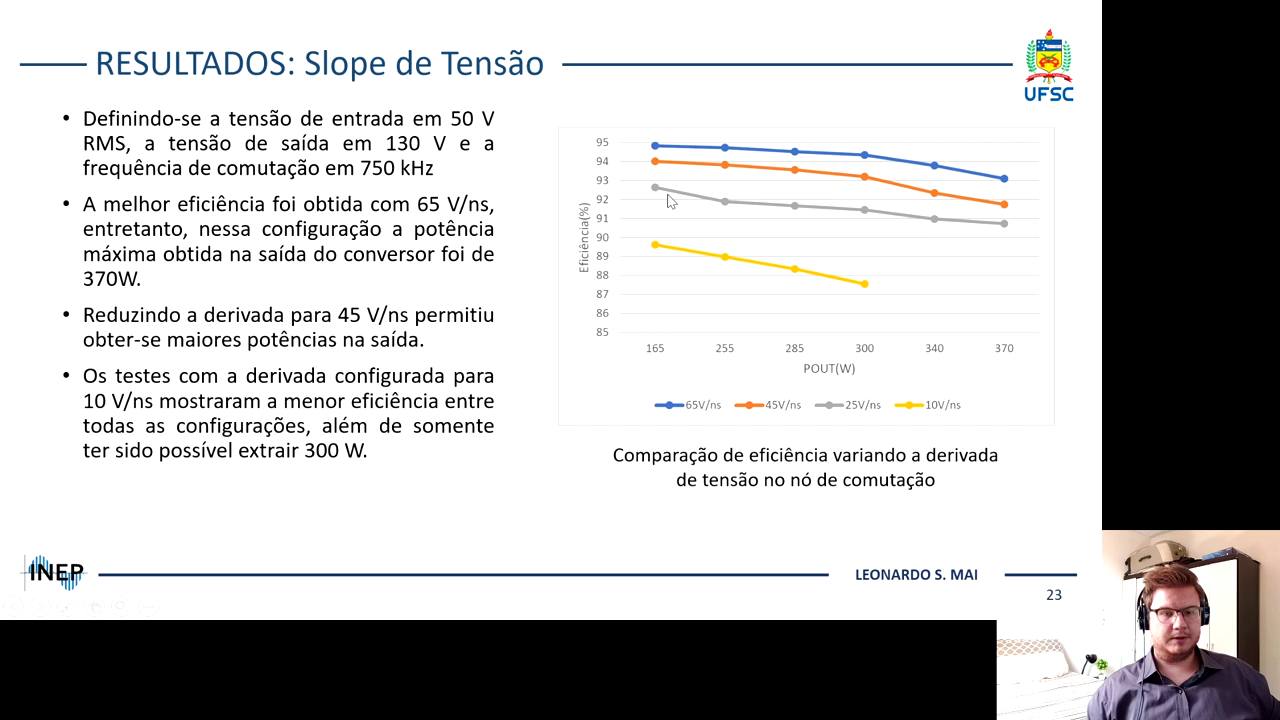 RESULTADOS: Slope de Tensão
UFSC
• Definindo-se a tensão de entrada em 50 V
RMS, a tensão de saída em 130 V e a
frequência de comutação em 750 kHz
• A melhor eficiência foi obtida com 65 V/ns,
entretanto, nessa configuração a potência
máxima obtida na saída do conversor foi de
370W.
• Reduzindo a derivada para 45 V/ns permitiu
obter-se maiores potências na saída.
• Os testes com a derivada configurada para
10 V/ns mostraram a menor eficiência entre
todas as configurações, além de somente
ter sido possível extrair 300 W.
Eficiência(%)
95
94
93
92
91
90
89
88
87
86
85
165 255 285 300 340 370
POUT(W)
65V/ns 45V/ns 25V/ns 10V/ns
Comparação de eficiência variando a derivada
de tensão no nó de comutação
INEP
LEONARDO S. MAI
23